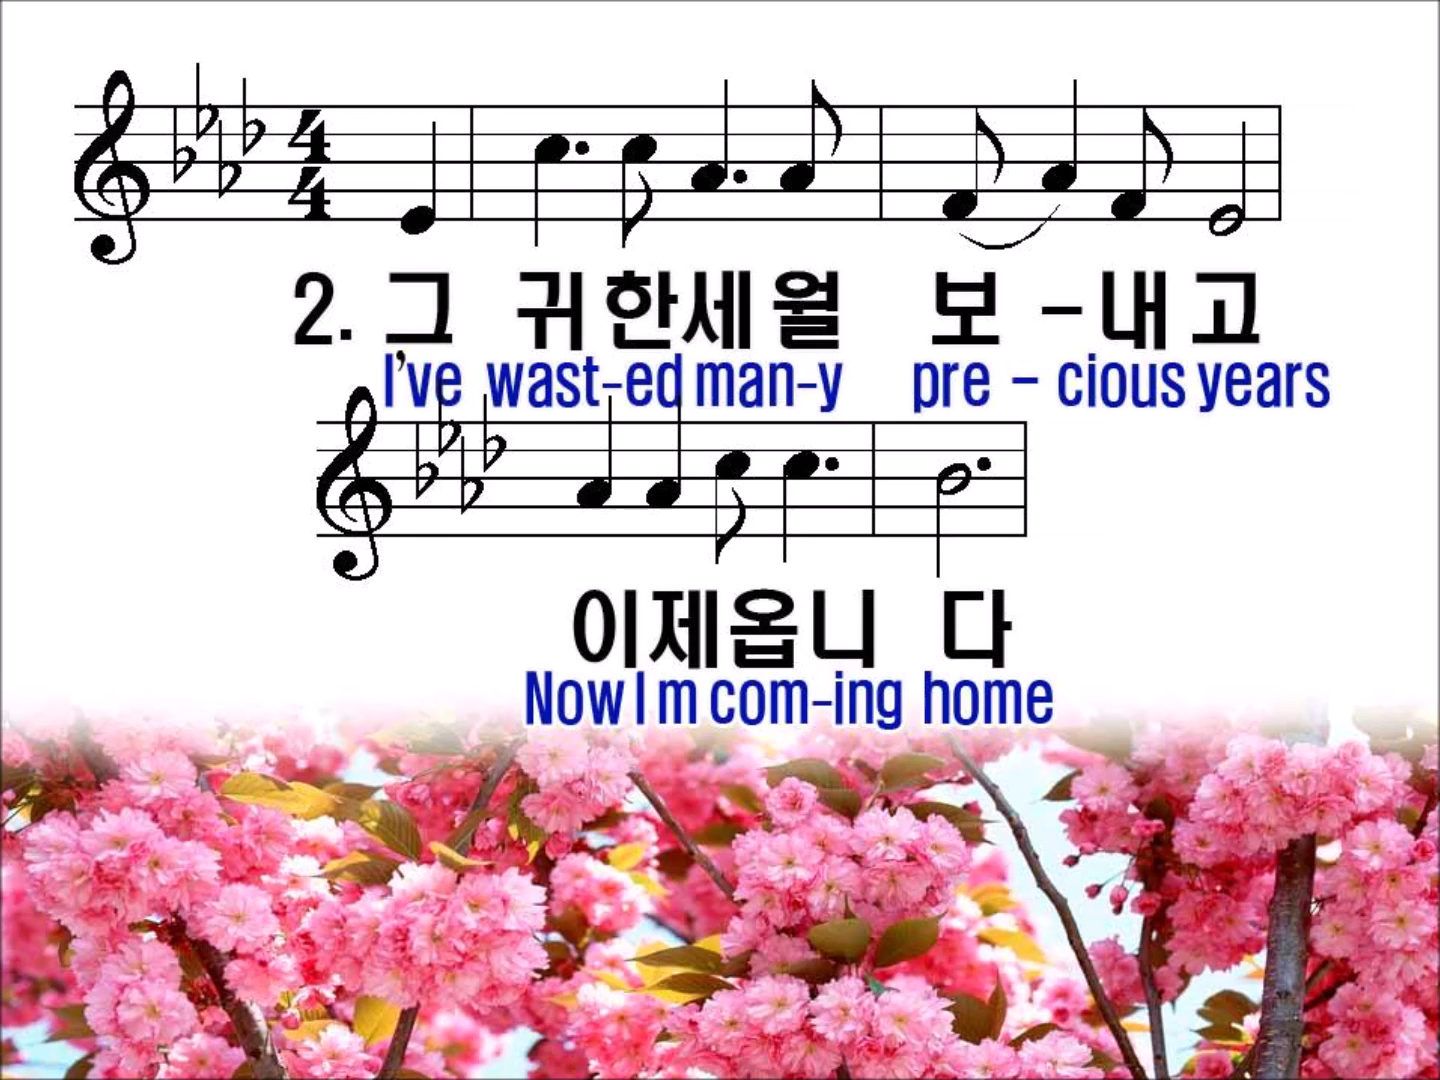 2. 그 귀한세월 보 - 내고
I've wast-ed man-y pre - cious years
이제옵니 다
Now I m com-ing home